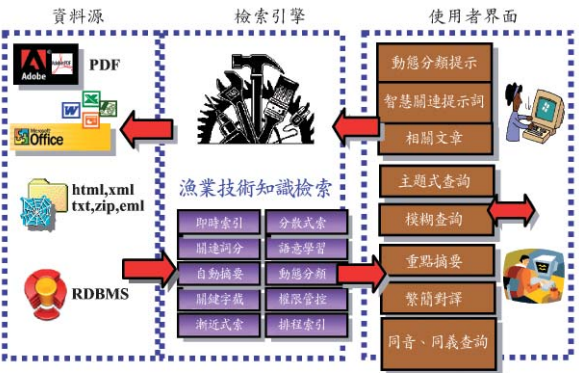 資料源
檢索引擎
使用者界面
Adobe
PDF
Microsoft
Office
html,xml
txt,zip,eml
RDBMS
漁業技術知識檢索
即時索引
分散式索
關連詞分
語意學習
自動摘要
動態分類
關鍵字截
權限管控
漸近式索
排程索引
動態分類提示
智慧關連提示詞
相關文章
主題式查詢
模糊查詢
重點摘要
繁簡對譯
同音、同義查詢